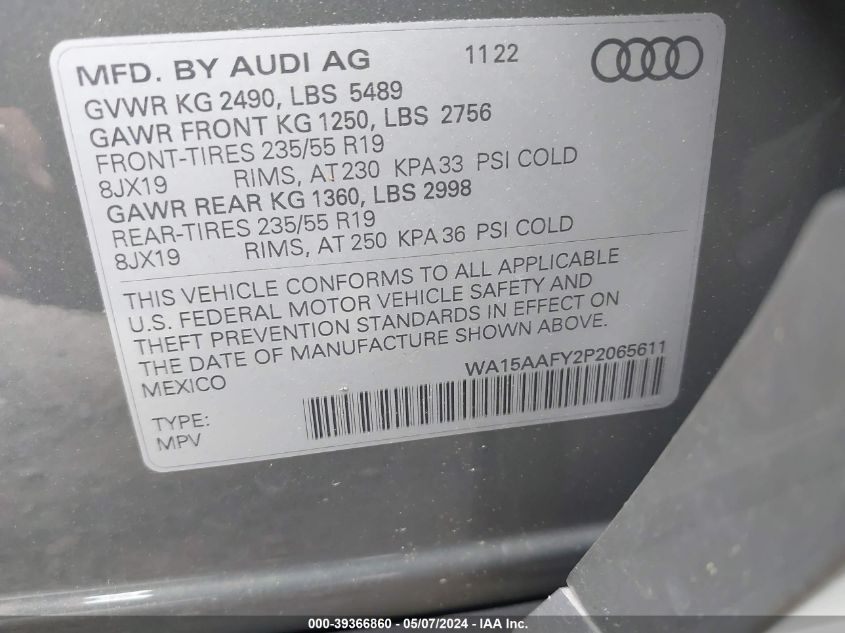 MFD. BY AUDI AG 11 22
GVWR KG 2490, LBS 5489
GAWR FRONT KG 1250, LBS 2756
FRONT-TIRES 235/55 R19
8JX19 RIMS, AT 230 KPA 33 PSI COLD
GAWR REAR KG 1360, LBS 2998
REAR-TIRES 235/55 R19
8JX19 RIMS, AT 250 KPA 36 PSI COLD
THIS VEHICLE CONFORMS TO ALL APPLICABLE
U.S. FEDERAL MOTOR VEHICLE SAFETY AND
THEFT PREVENTION STANDARDS IN EFFECT ON
THE DATE OF MANUFACTURE SHOWN ABOVE.
MEXICO WA15AAFY2P2065611
TYPE:
MPV
000-39366860 - 05/07/2024 - IAA Inc.